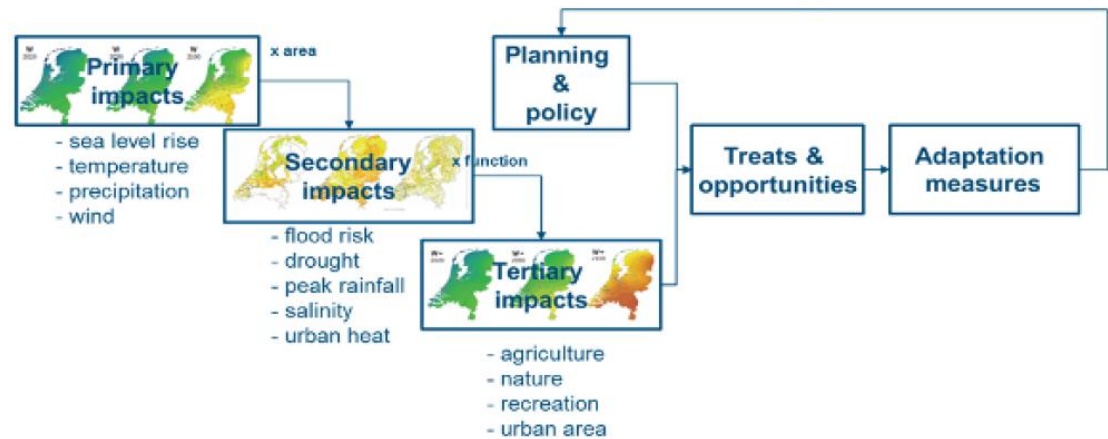 x area
Primary
impacts
- sea level rise
- temperature
- precipitation
- wind
Secondary
x function
impacts
- flood risk
- drought
- peak rainfall
- salinity
- urban heat
Tertiary
impacts
- agriculture
- nature
- recreation
- urban area
Planning
&
policy
Treats &
opportunities
Adaptation
measures